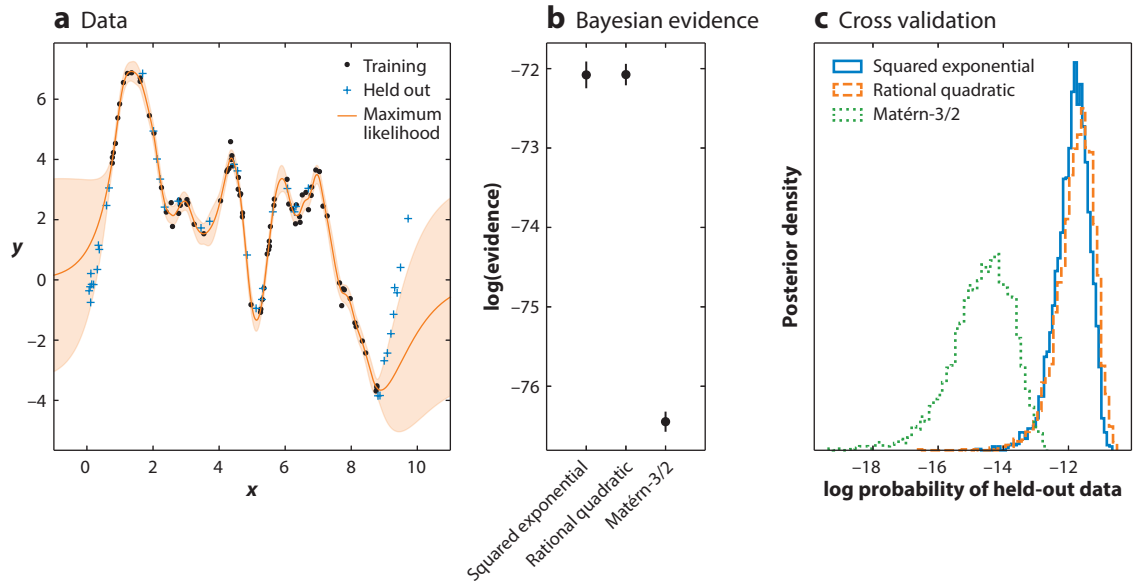 a Data
Training
Held out
Maximum
likelihood
6
4
2
0
−2
−4
y
0
2
4
6
8
10
x
b Bayesian evidence
−72
−73
−74
−75
−76
log(evidence)
Squared exponential
Rational quadratic
Matérn-3/2
c Cross validation
Squared exponential
Rational quadratic
Matérn-3/2
Posterior density
−18
−16
−14
−12
log probability of held-out data